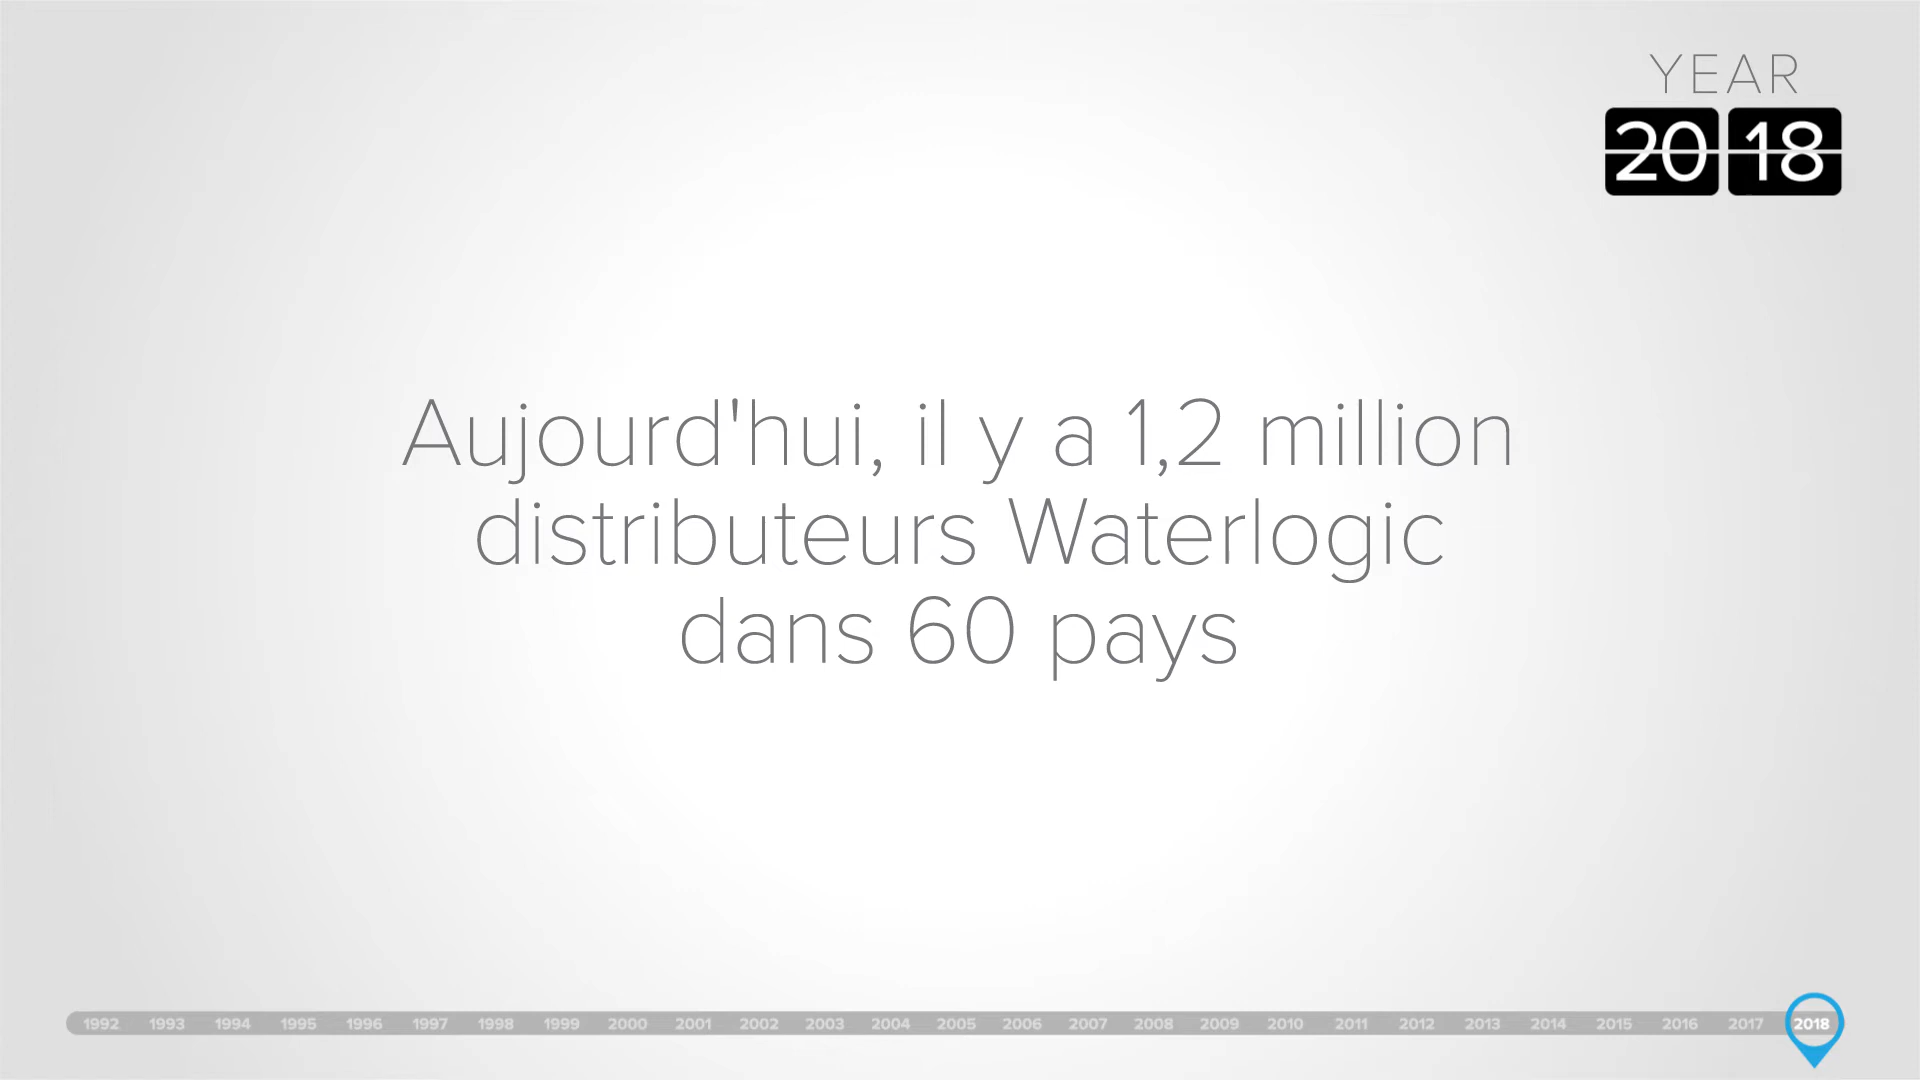 YEAR
20 18
Aujourd'hui, il y a 1,2 million
distributeurs Waterlogic
dans 60 pays
1992 1993 1994 1995 1996 1997 1998 1999 2000 2001 2002 2003 2004 2005 2006 2007 2008 2009 2010 2011 2012 2013 2014 2015 2016 2017 2018